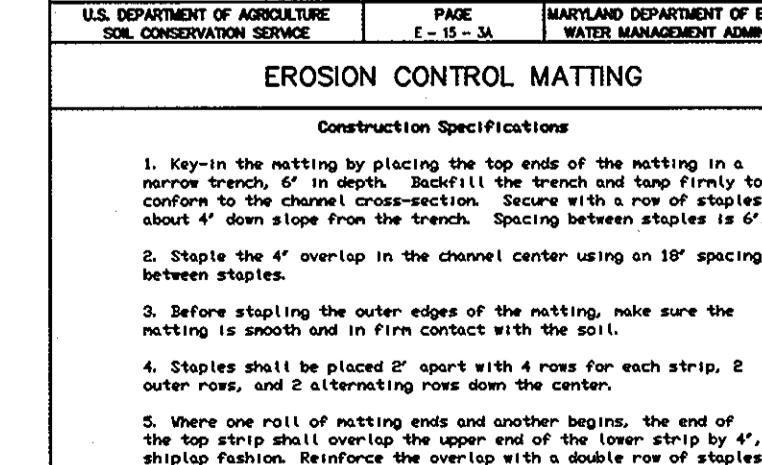 U.S. DEPARTMENT OF AGRICULTURE
SOIL CONSERVATION SERVICE
PAGE
E - 15 - 3A
MARYLAND DEPARTMENT OF E
WATER MANAGEMENT ADMIN
EROSION CONTROL MATTING
Construction Specifications
1. Key-in the matting by placing the top ends of the matting in a
narrow trench, 6" in depth. Backfill the trench and tamp firmly to
conform to the channel cross-section. Secure with a row of staples
about 4" down slope from the trench. Spacing between staples is 6".
2. Staple the 4" overlap in the channel center using an 18" spacing
between staples.
3. Before stapling the outer edges of the matting, make sure the
matting is smooth and in firm contact with the soil.
4. Staples shall be placed 2' apart with 4 rows for each strip, 2
outer rows, and 2 alternating rows down the center.
5. Where one roll of matting ends and another begins, the end of
the top strip shall overlap the upper end of the lower strip by 4",
shiplap fashion. Reinforce the overlap with a double row of staples